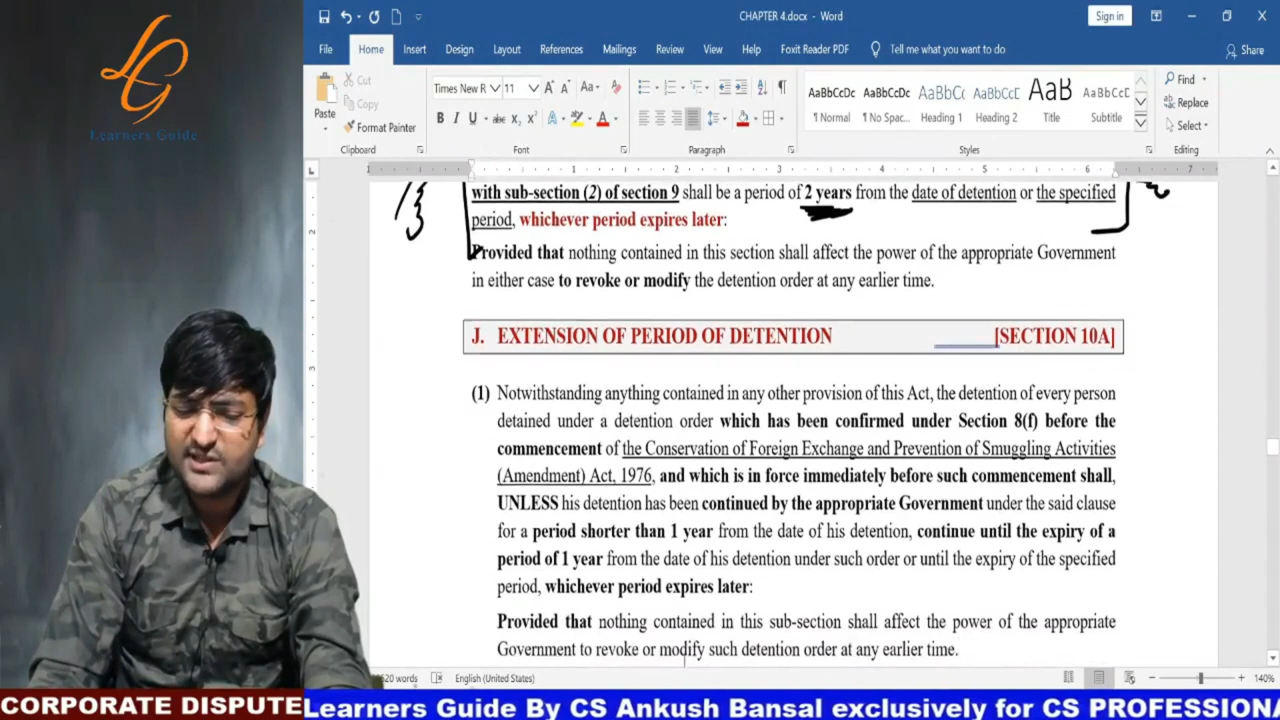 LG
Learners Guide
CHAPTER 4.docx - Word
Sign in
File Home Insert Design Layout References Mailings Review View Help Foxit Reader PDF Tell me what you want to do Share
Paste
Cut
Copy
Format Painter
Clipboard
Times New R 11
Font
Paragraph
AaBbCcDc AaBbCcDc AaBbCc AaBbCcE AaB AaBbCcE
¶ Normal ¶ No Spac... Heading 1 Heading 2 Title Subtitle
Styles
Find
Replace
Select
Editing
with sub-section (2) of section 9 shall be a period of 2 years from the date of detention or the specified
period, whichever period expires later:
Provided that nothing contained in this section shall affect the power of the appropriate Government
in either case to revoke or modify the detention order at any earlier time.
J. EXTENSION OF PERIOD OF DETENTION [SECTION 10A]
(1) Notwithstanding anything contained in any other provision of this Act, the detention of every person
detained under a detention order which has been confirmed under Section 8(f) before the
commencement of the Conservation of Foreign Exchange and Prevention of Smuggling Activities
(Amendment) Act, 1976, and which is in force immediately before such commencement shall,
UNLESS his detention has been continued by the appropriate Government under the said clause
for a period shorter than 1 year from the date of his detention, continue until the expiry of a
period of 1 year from the date of his detention under such order or until the expiry of the specified
period, whichever period expires later:
Provided that nothing contained in this sub-section shall affect the power of the appropriate
Government to revoke or modify such detention order at any earlier time.
words English (United States) 140%
CORPORATE DISPUTE Learners Guide By CS Ankush Bansal exclusively for CS PROFESSIONA